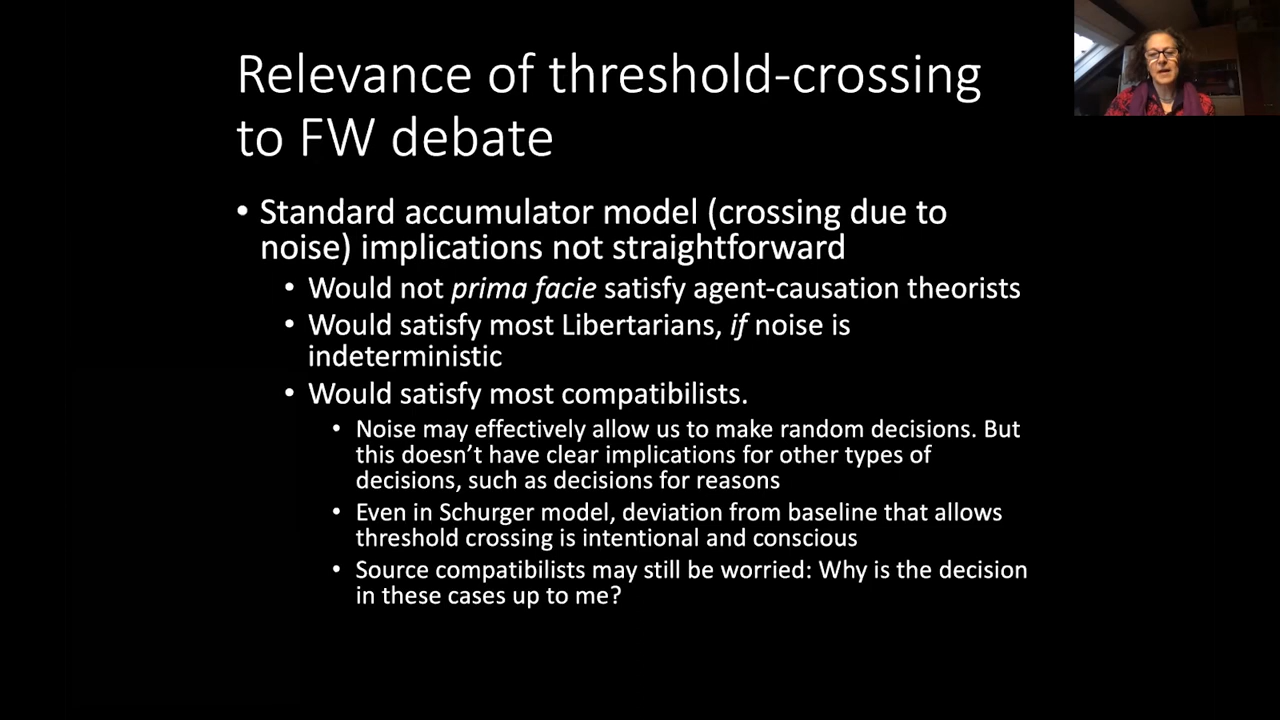 Relevance of threshold-crossing
to FW debate
• Standard accumulator model (crossing due to
noise) implications not straightforward
• Would not prima facie satisfy agent-causation theorists
• Would satisfy most Libertarians, if noise is
indeterministic
• Would satisfy most compatibilists.
• Noise may effectively allow us to make random decisions. But
this doesn’t have clear implications for other types of
decisions, such as decisions for reasons
• Even in Schurger model, deviation from baseline that allows
threshold crossing is intentional and conscious
• Source compatibilists may still be worried: Why is the decision
in these cases up to me?